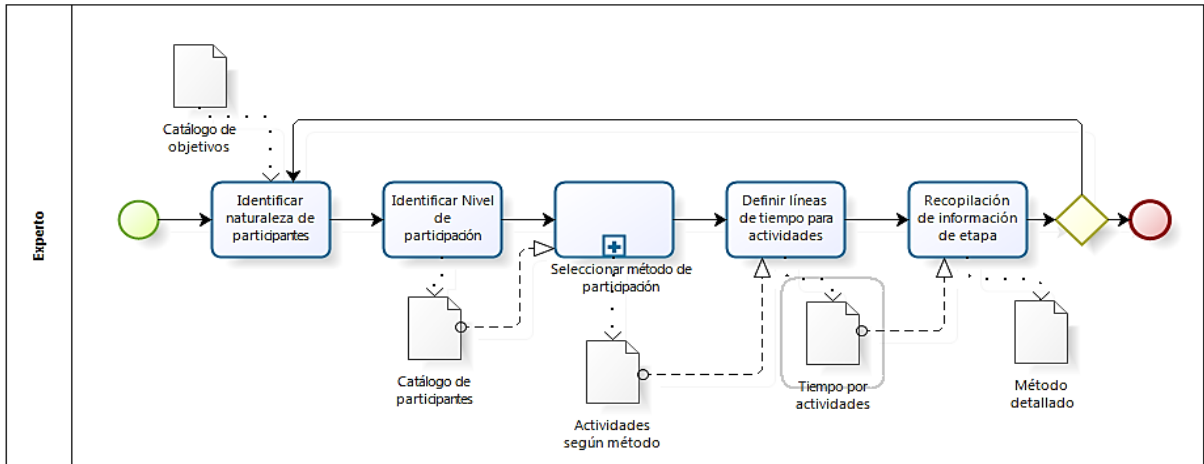 Experto
Catálogo de
objetivos
Identificar
naturaleza de
participantes
Identificar Nivel
de
participación
Seleccionar método de
participación
Definir líneas
de tiempo para
actividades
Recopilación
de información
de etapa
Catálogo de
participantes
Actividades
según método
Tiempo por
actividades
Método
detallado